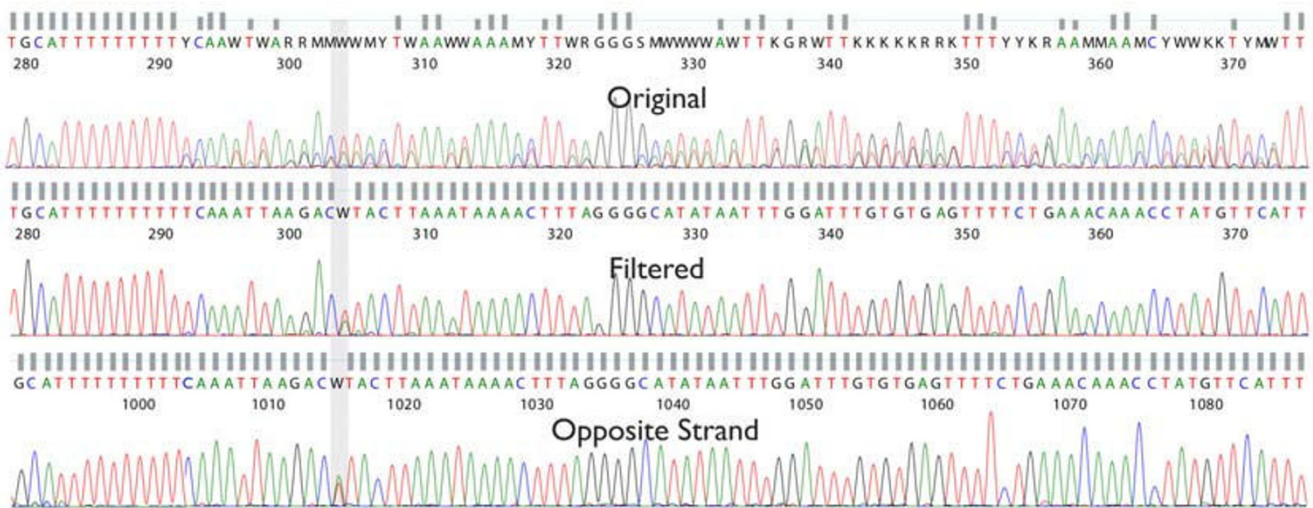 TGCATTTTTTTTTYCAAWTWARRMMWWMYTWAAWWAAAMYTTWRGGGSMWWWWAWTTKGRWTTKKKKKRRKTTTYYKRAAMMAAMCYWWKKTYMWTT
280 290 300 310 320 330 340 350 360 370
Original
TGCATTTTTTTTTTCAAATTAAGACWTACTTAAATAAAACTTTAGGGGCATATAATTTGGATTTGTGTGAGTTTTCTGAAACAAACCTATGTTCATT
280 290 300 310 320 330 340 350 360 370
Filtered
GCATTTTTTTTTTCAAATTAAGACWTACTTAAATAAAACTTTAGGGGCATATAATTTGGATTTGTGTGAGTTTTCTGAAACAAACCTATGTTCATTT
1000 1010 1020 1030 1040 1050 1060 1070 1080
Opposite Strand